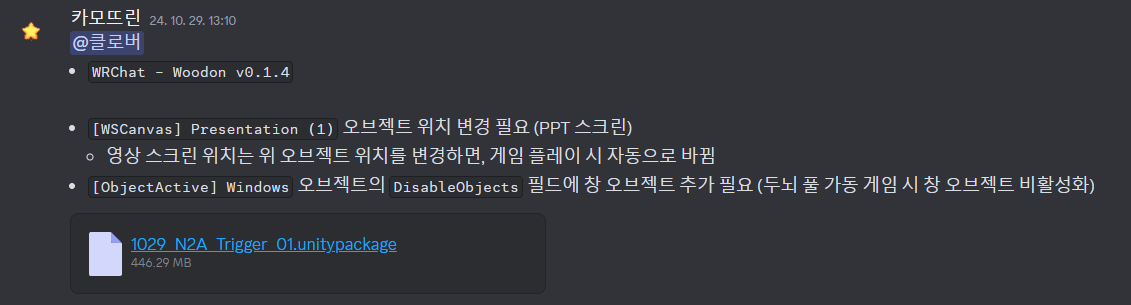 카모뜨린 24. 10. 29. 13:10
@클로버
WRChat - Woodon v0.1.4
[WSCanvas] Presentation (1) 오브젝트 위치 변경 필요 (PPT 스크린)
영상 스크린 위치는 위 오브젝트 위치를 변경하면, 게임 플레이 시 자동으로 바뀜
[ObjectActive] Windows 오브젝트의 DisableObjects 필드에 창 오브젝트 추가 필요 (두뇌 풀 가동 게임 시 창 오브젝트 비활성화)
1029_N2A_Trigger_01.unitypackage
446.29 MB